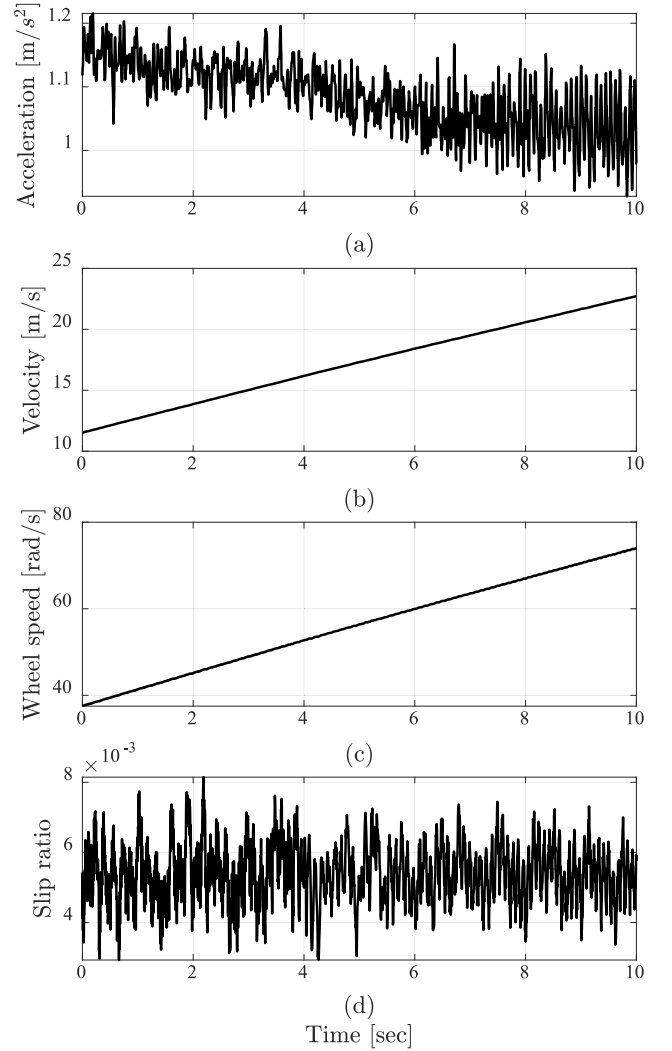 1.2
1.1
1
Acceleration [m/s²]
0 2 4 6 8 10
(a)
25
20
15
10
Velocity [m/s]
0 2 4 6 8 10
(b)
80
60
40
Wheel speed [rad/s]
0 2 4 6 8 10
(c)
×10⁻³
8
6
4
Slip ratio
0 2 4 6 8 10
(d)
Time [sec]